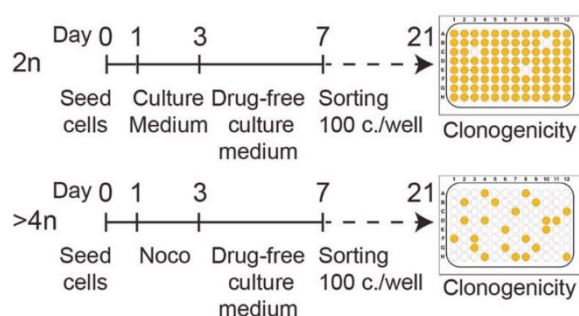 Day 0 1 3 7 21
2n
Seed Culture Drug-free Sorting
cells Medium culture 100 c./well
medium
1 2 3 4 5 6 7 8 9 10 11 12
A
B
C
D
E
F
G
H
Clonogenicity
Day 0 1 3 7 21
>4n
Seed Noco Drug-free Sorting
cells culture 100 c./well
medium
1 2 3 4 5 6 7 8 9 10 11 12
A
B
C
D
E
F
G
H
Clonogenicity